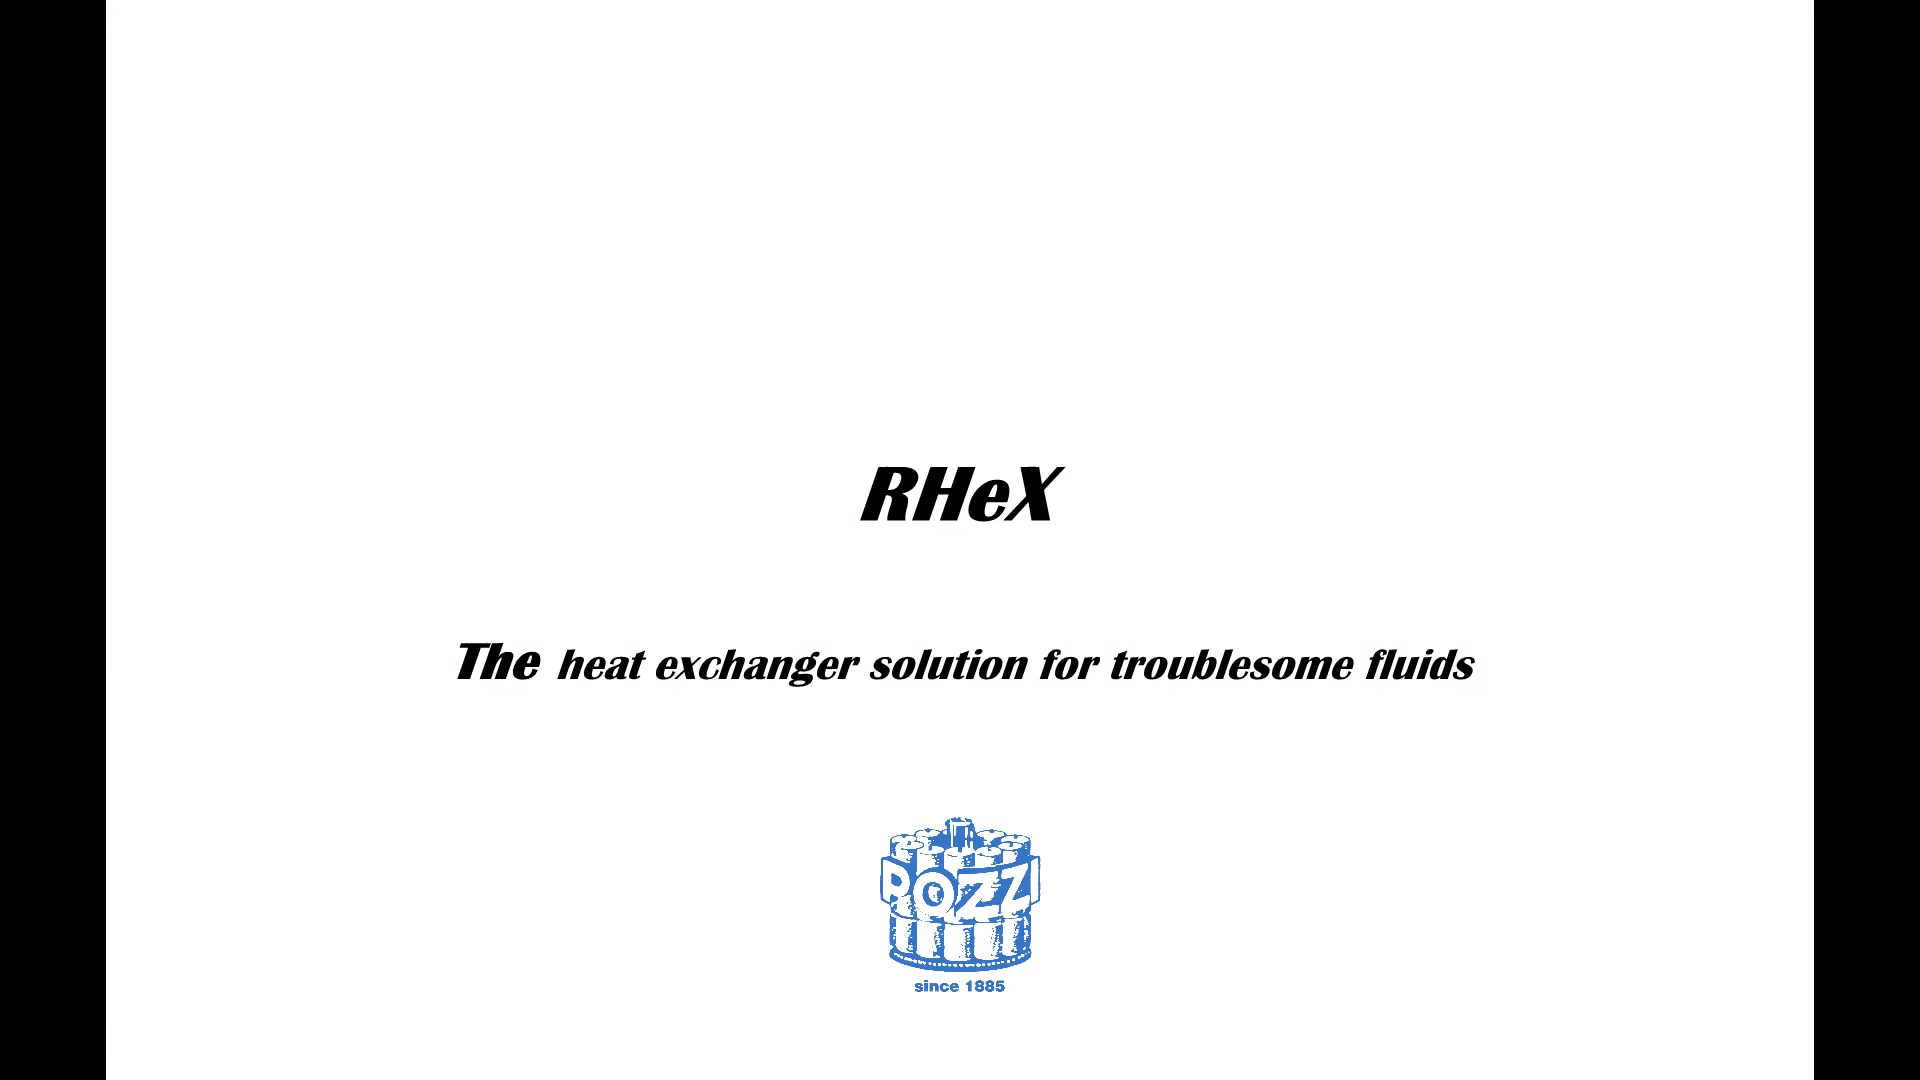 RHeX
The heat exchanger solution for troublesome fluids
POZZI
since 1885